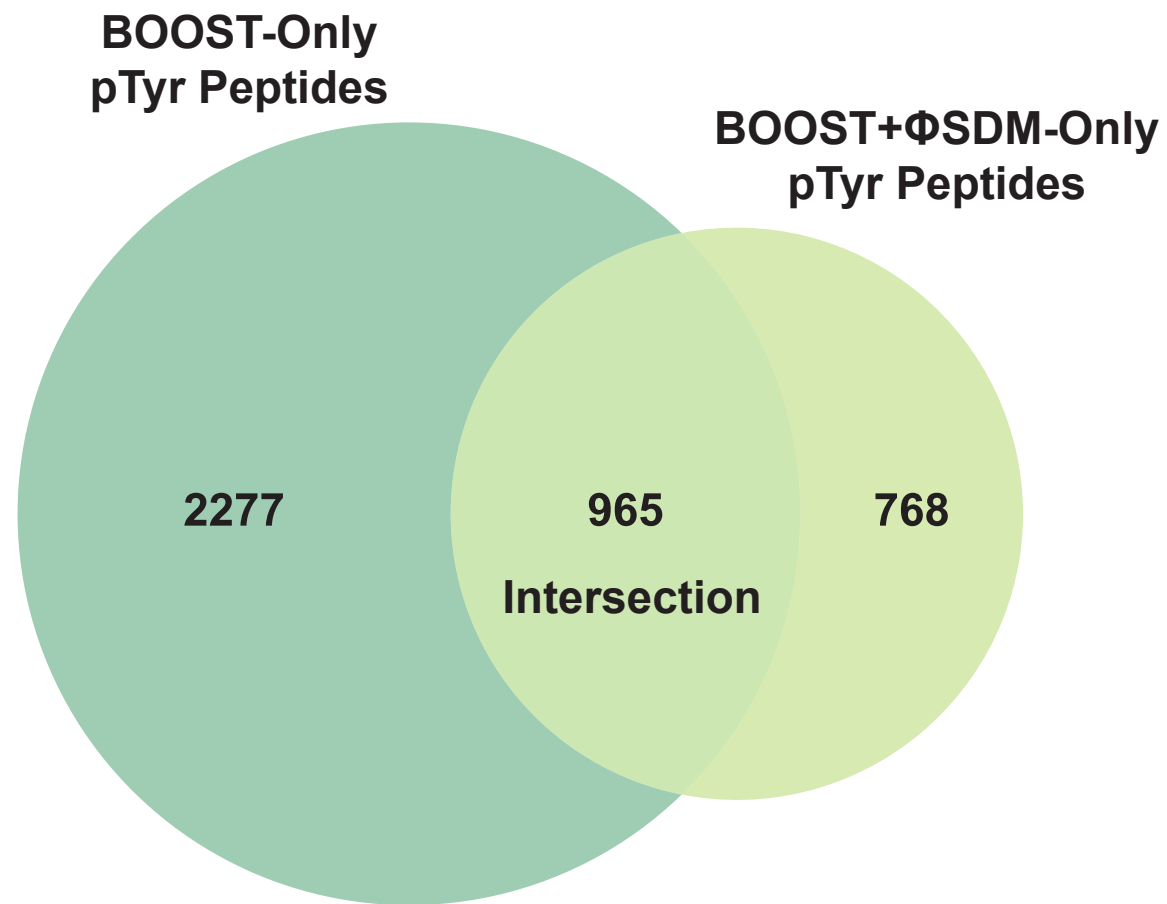 BOOST-Only
pTyr Peptides
BOOST+ΦSDM-Only
pTyr Peptides
2277
965
768
Intersection